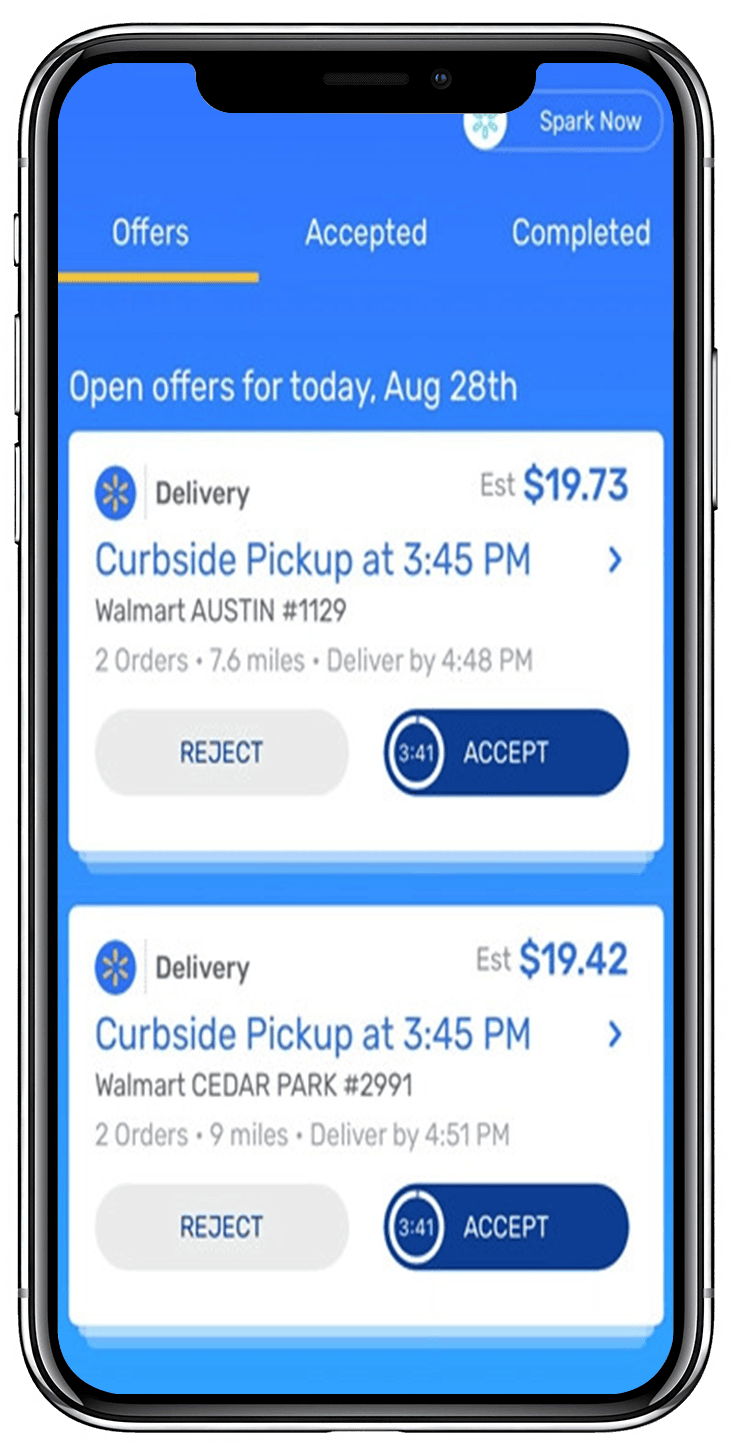 Spark Now
Offers Accepted Completed
Open offers for today, Aug 28th
Delivery Est $19.73
Curbside Pickup at 3:45 PM
Walmart AUSTIN #1129
2 Orders • 7.6 miles • Deliver by 4:48 PM
REJECT 3:41 ACCEPT
Delivery Est $19.42
Curbside Pickup at 3:45 PM
Walmart CEDAR PARK #2991
2 Orders • 9 miles • Deliver by 4:51 PM
REJECT 3:41 ACCEPT